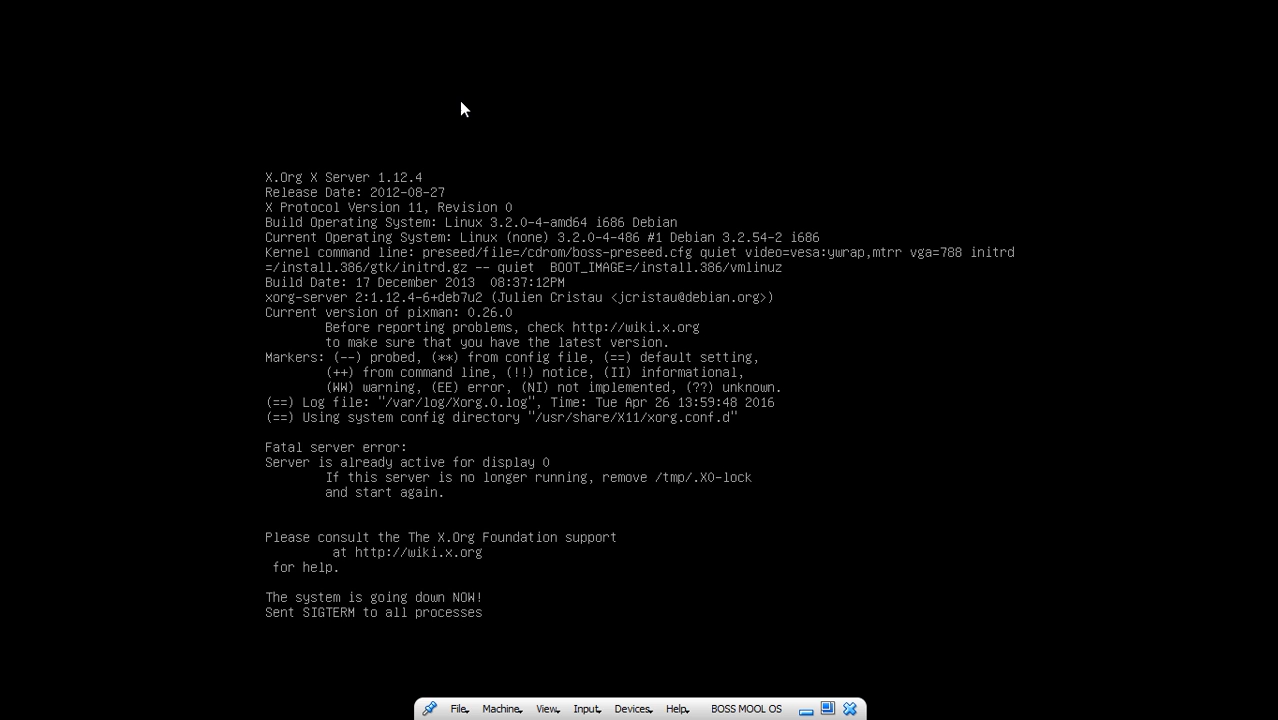 X.Org X Server 1.12.4
Release Date: 2012-08-27
X Protocol Version 11, Revision 0
Build Operating System: Linux 3.2.0-4-amd64 i686 Debian
Current Operating System: Linux (none) 3.2.0-4-486 #1 Debian 3.2.54-2 i686
Kernel command line: preseed/file=/cdrom/boss-preseed.cfg quiet video=vesa:ywrap,mtrr vga=788 initrd
=/install.386/gtk/initrd.gz -- quiet  BOOT_IMAGE=/install.386/vmlinuz
Build Date: 17 December 2013  08:37:12PM
xorg-server 2:1.12.4-6+deb7u2 (Julien Cristau <jcristau@debian.org>)
Current version of pixman: 0.26.0
Before reporting problems, check http://wiki.x.org
to make sure that you have the latest version.
Markers: (--) probed, (**) from config file, (==) default setting,
(++) from command line, (!!) notice, (II) informational,
(WW) warning, (EE) error, (NI) not implemented, (??) unknown.
(==) Log file: "/var/log/Xorg.0.log", Time: Tue Apr 26 13:59:48 2016
(==) Using system config directory "/usr/share/X11/xorg.conf.d"
Fatal server error:
Server is already active for display 0
If this server is no longer running, remove /tmp/.X0-lock
and start again.
Please consult the The X.Org Foundation support
at http://wiki.x.org
for help.
The system is going down NOW!
Sent SIGTERM to all processes
File Machine View Input Devices Help BOSS MOOL OS